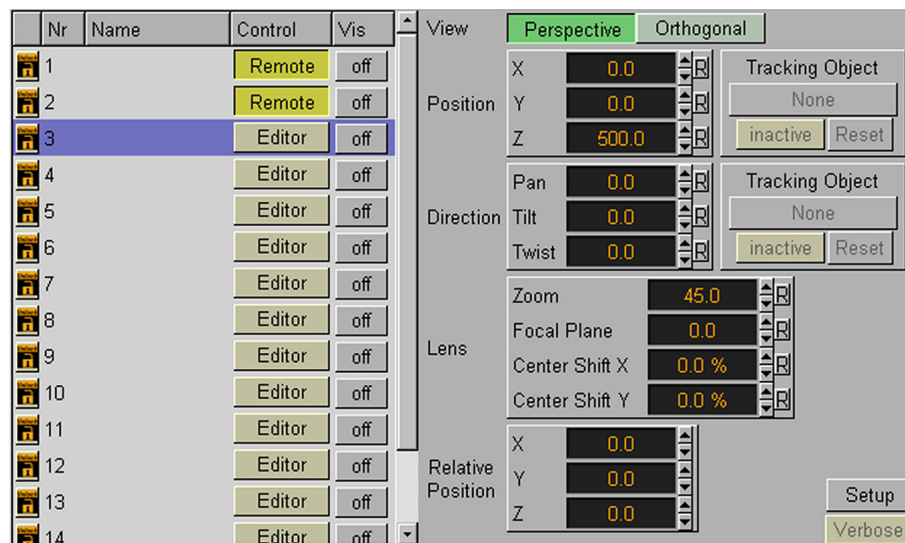 Nr Name Control Vis
1 Remote off
2 Remote off
3 Editor off
4 Editor off
5 Editor off
6 Editor off
7 Editor off
8 Editor off
9 Editor off
10 Editor off
11 Editor off
12 Editor off
13 Editor off
14 Editor off
View Perspective Orthogonal
Position
X 0.0 R
Y 0.0 R
Z 500.0 R
Tracking Object
None
inactive Reset
Direction
Pan 0.0 R
Tilt 0.0 R
Twist 0.0 R
Tracking Object
None
inactive Reset
Lens
Zoom 45.0 R
Focal Plane 0.0 R
Center Shift X 0.0 % R
Center Shift Y 0.0 % R
Relative
Position
X 0.0
Y 0.0
Z 0.0
Setup
Verbose